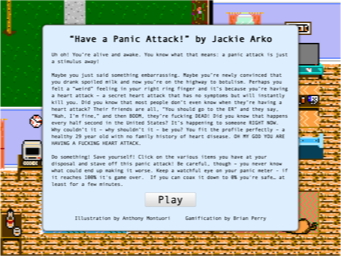 "Have a Panic Attack!" by Jackie Arko
Uh oh! You're alive and awake. You know what that means: a panic attack is just
a stimulus away!
Maybe you just said something embarrassing. Maybe you're newly convinced that
you drank spoiled milk and now you're on the highway to botulism. Perhaps you
felt a "weird" feeling in your right ring finger and it's because you're having
a heart attack - a secret heart attack that has no symptoms but will instantly
kill you. Did you know that most people don't even know when they're having a
heart attack? Their friends are all, "You should go to the ER" and they say,
"Nah, I'm fine," and then BOOM, they're fucking DEAD! Did you know that happens
every half second in the United States? It's happening to someone RIGHT NOW.
Why couldn't it - why shouldn't it - be you? You fit the profile perfectly - a
healthy 29 year old with no family history of heart disease. OH MY GOD YOU ARE
HAVING A FUCKING HEART ATTACK.
Do something! Save yourself! Click on the various items you have at your
disposal and stave off this panic attack! Be careful, though - you never know
what could end up making it worse. Keep a watchful eye on your panic meter - if
it reaches 100% it's game over. If you can coax it down to 0% you're safe, at
least for a few minutes.
Play
Illustration by Anthony Montuori Gamification by Brian Perry